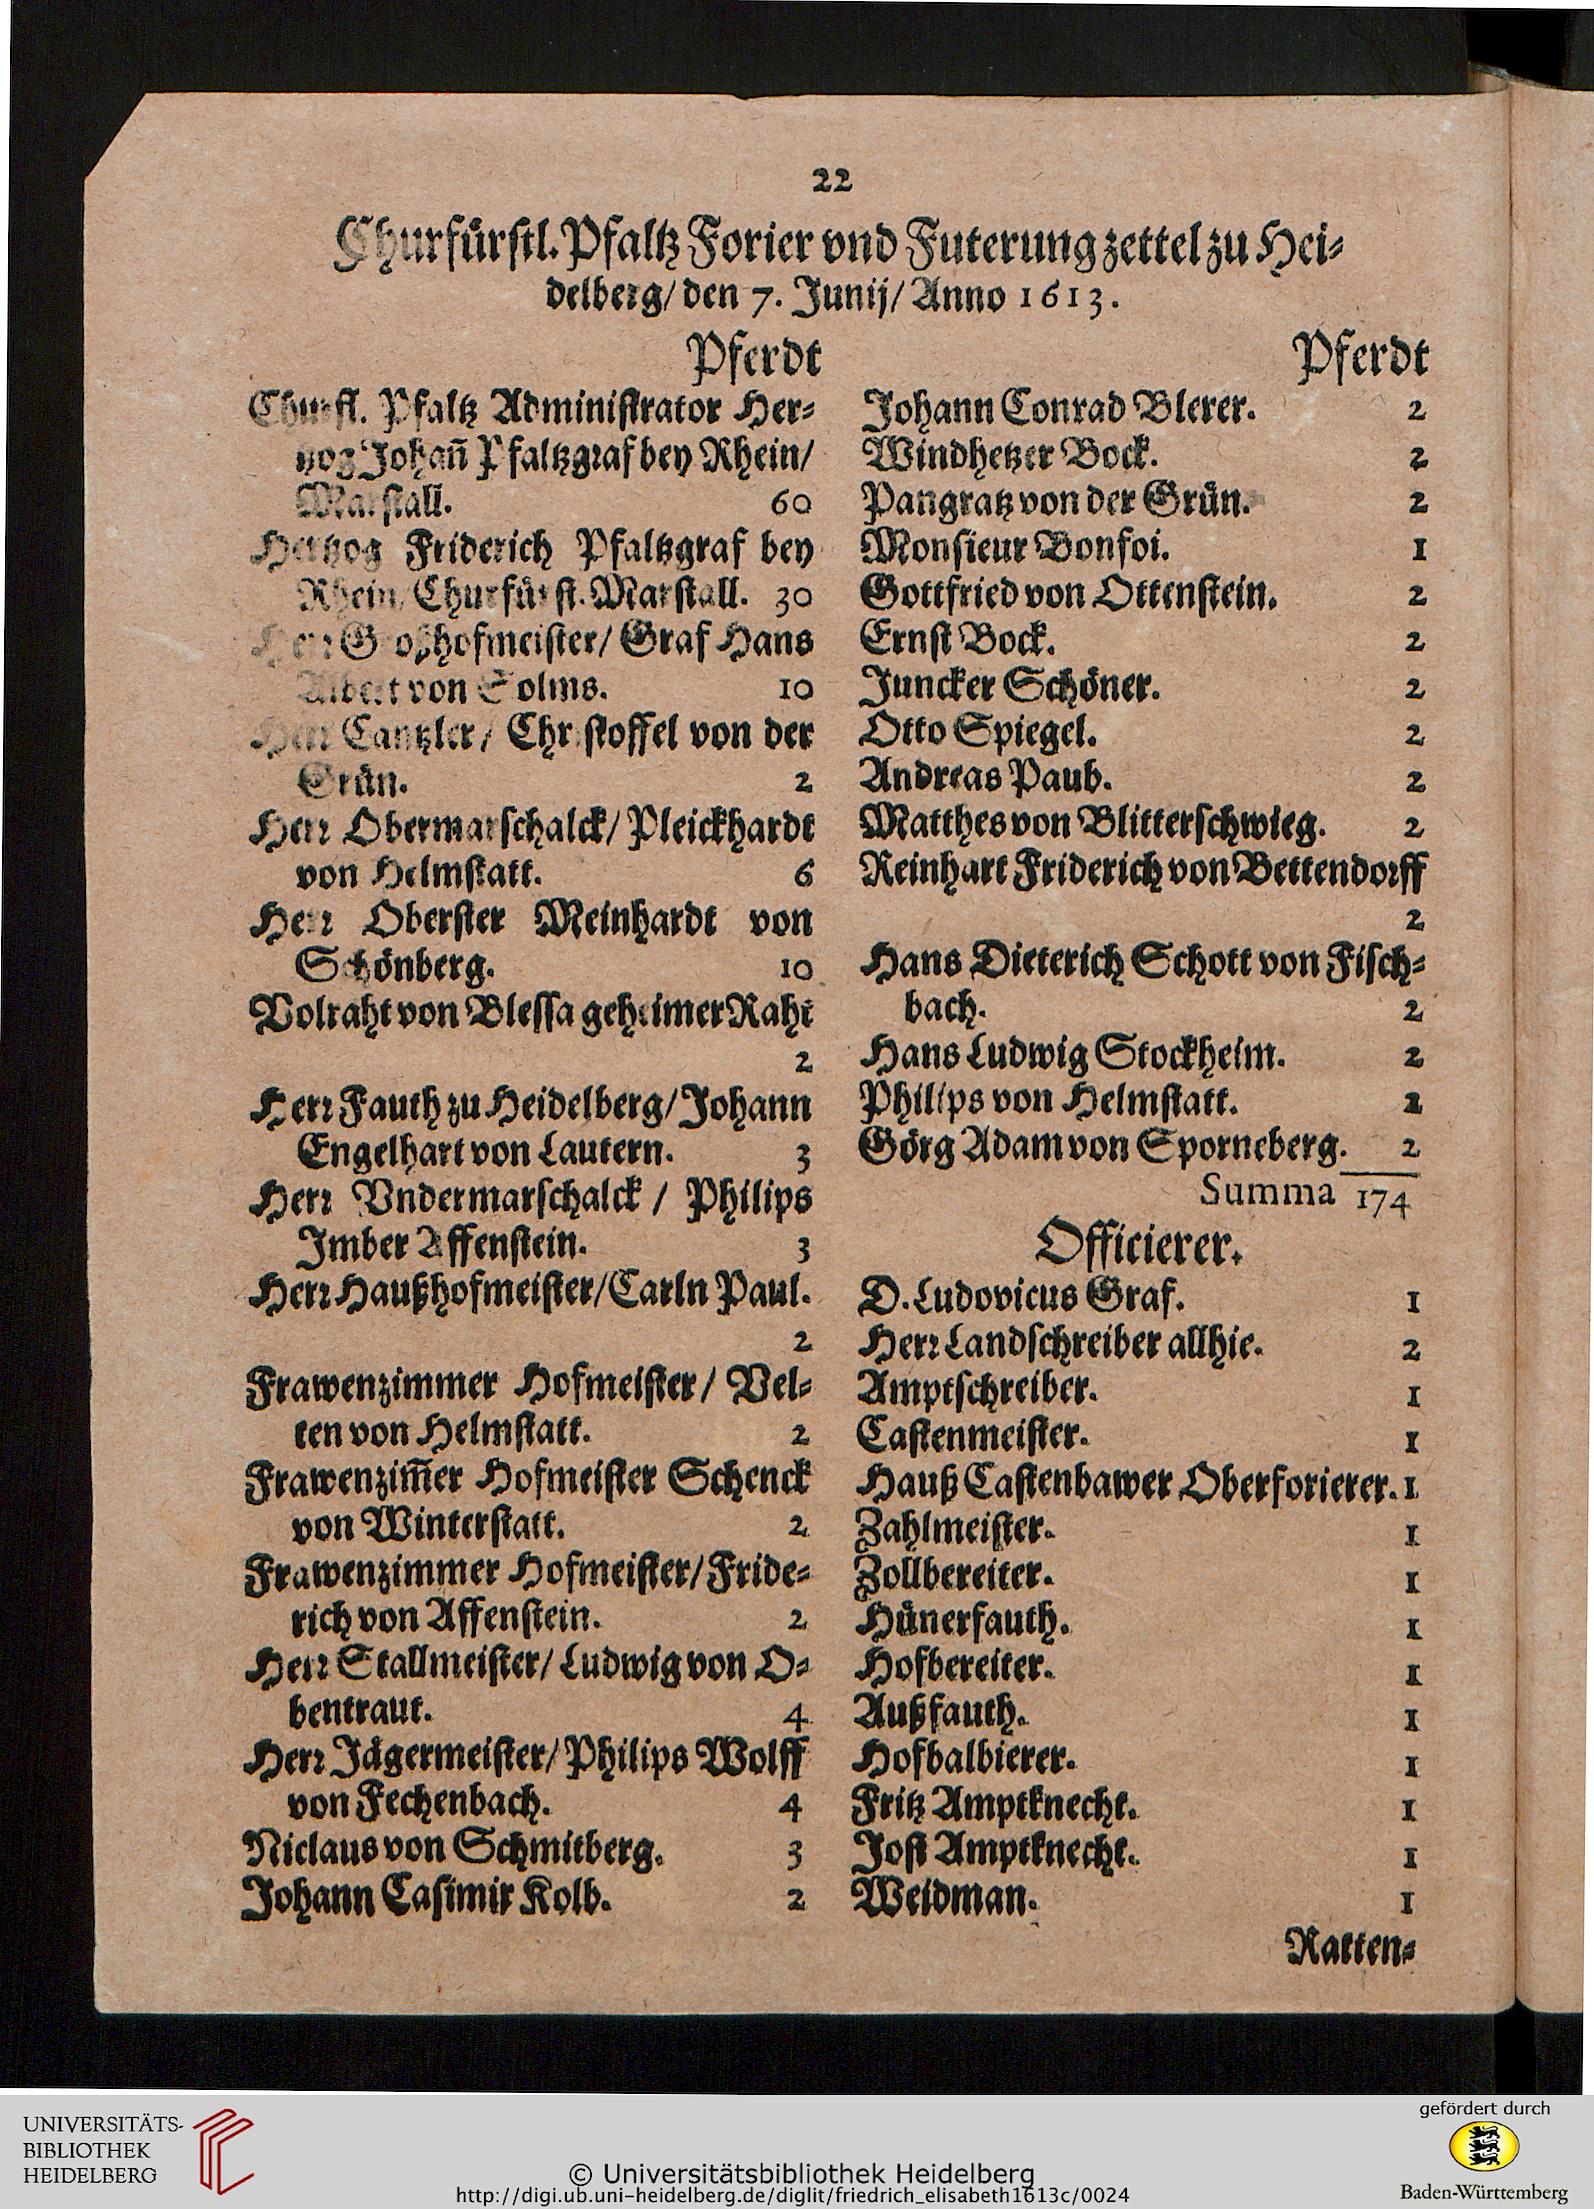 22
Churfürstl. Pfaltz Forier vnd Futerung zettel zu Hei⸗
delberg/ den 7. Junij/ Anno 1613.
Pferdt
Churfl. Pfaltz Administrator Her⸗
tzog Johañ Pfaltzgraf bey Rhein/
Marstall. 60
Hertzog Friderich Pfaltzgraf bey
Rhein/ Churfürst. Marstall. 30
Herr Großhofmeister/ Graf Hans
Albert von Solms. 10
Herr Cantzler/ Christoffel von der
Grün. 2
Herr Obermarschalck/ Pleickhardt
von Helmstatt. 6
Herr Oberster Meinhardt von
Schönberg. 10
Volraht von Blessa geheimer Raht
2
Herr Fauth zu Heidelberg/ Johann
Engelhart von Lautern. 3
Herr Vndermarschalck / Philips
Imber Affenstein. 3
Herr Haußhofmeister/ Carln Paul.
2
Frawenzimmer Hofmeister/ Vel⸗
ten von Helmstatt. 2
Frawenzim̃er Hofmeister Schenck
von Winterstatt. 2
Frawenzimmer Hofmeister/ Fride⸗
rich von Affenstein. 2
Herr Stallmeister/ Ludwig von O⸗
bentraut. 4
Herr Jägermeister/ Philips Wolff
von Fechenbach. 4
Niclaus von Schmitberg. 3
Johann Casimir Kolb. 2
Pferdt
Johann Conrad Blerer. 2
Windhetzer Bock. 2
Pangratz von der Grün. 2
Monsieur Bonfoi. 1
Gottfried von Ottenstein. 2
Ernst Bock. 2
Juncker Schöner. 2
Otto Spiegel. 2
Andreas Paub. 2
Matthes von Blitterschwieg. 2
Reinhart Friderich von Bettendorff
2
Hans Dieterich Schott von Fisch⸗
bach. 2
Hans Ludwig Stockheim. 2
Philips von Helmstatt. 2
Görg Adam von Sporneberg. 2
Summa 174
Officierer.
D. Ludovicus Graf. 1
Herr Landschreiber allhie. 2
Amptschreiber. 1
Castenmeister. 1
Hauß Castenbawer Oberforierer. 1
Zahlmeister. 1
Zollbereiter. 1
Hünerfauth. 1
Hofbereiter. 1
Außfauth. 1
Hofbalbierer. 1
Fritz Amptknecht. 1
Jost Amptknecht. 1
Weidman. 1
Ratten⸗
UNIVERSITÄTS-
BIBLIOTHEK
HEIDELBERG
© Universitätsbibliothek Heidelberg
http://digi.ub.uni-heidelberg.de/diglit/friedrich_elisabeth1613c/0024
gefördert durch
Baden-Württemberg